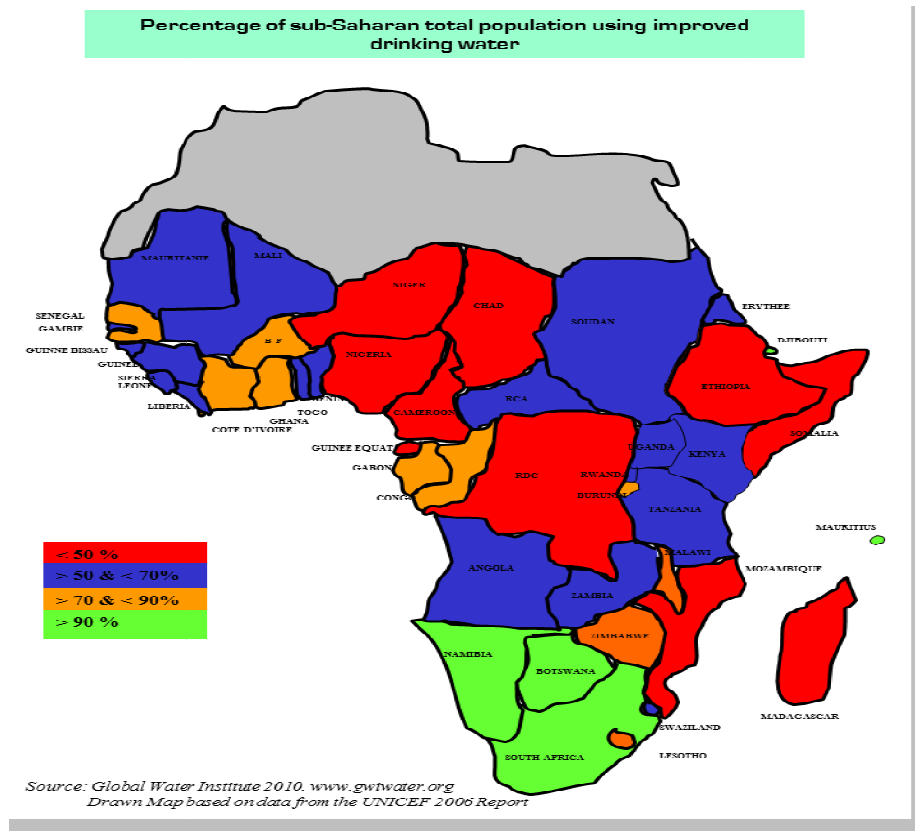 Percentage of sub-Saharan total population using improved
drinking water
MAURITANIE
MALI
NIGER
CHAD
SOUDAN
ERYTHEE
SENEGAL
GAMBIE
DJIBOUTI
B F
GUINNE BISSAU
NIGERIA
GUINEE
SIERRA
LEONE
ETHIOPIA
RCA
BENIN
LIBERIA
TOGO
CAMEROON
GHANA
COTE D'IVOIRE
SOMALIA
GUINEE EQUAT
UGANDA
KENYA
GABON
RDC
RWANDA
CONGO
BURUNDI
TANZANIA
MAURITIUS
< 50 %
> 50 & < 70%
> 70 & < 90%
> 90 %
MALAWI
ANGOLA
MOZAMBIQUE
ZAMBIA
ZIMBABWE
NAMIBIA
BOTSWANA
MADAGASCAR
SWAZILAND
SOUTH AFRICA
LESOTHO
Source: Global Water Institute 2010. www.gwiwater.org
Drawn Map based on data from the UNICEF 2006 Report